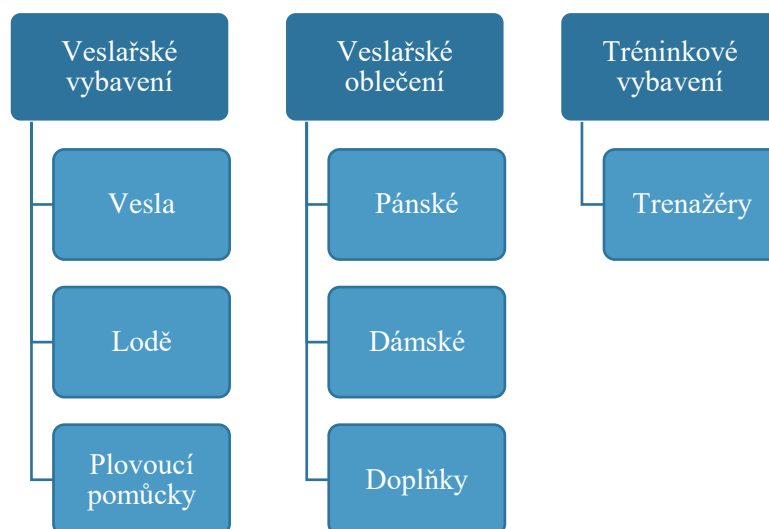 Veslařské
vybavení
Vesla
Lodě
Plovoucí
pomůcky
Veslařské
oblečení
Pánské
Dámské
Doplňky
Tréninkové
vybavení
Trenažéry